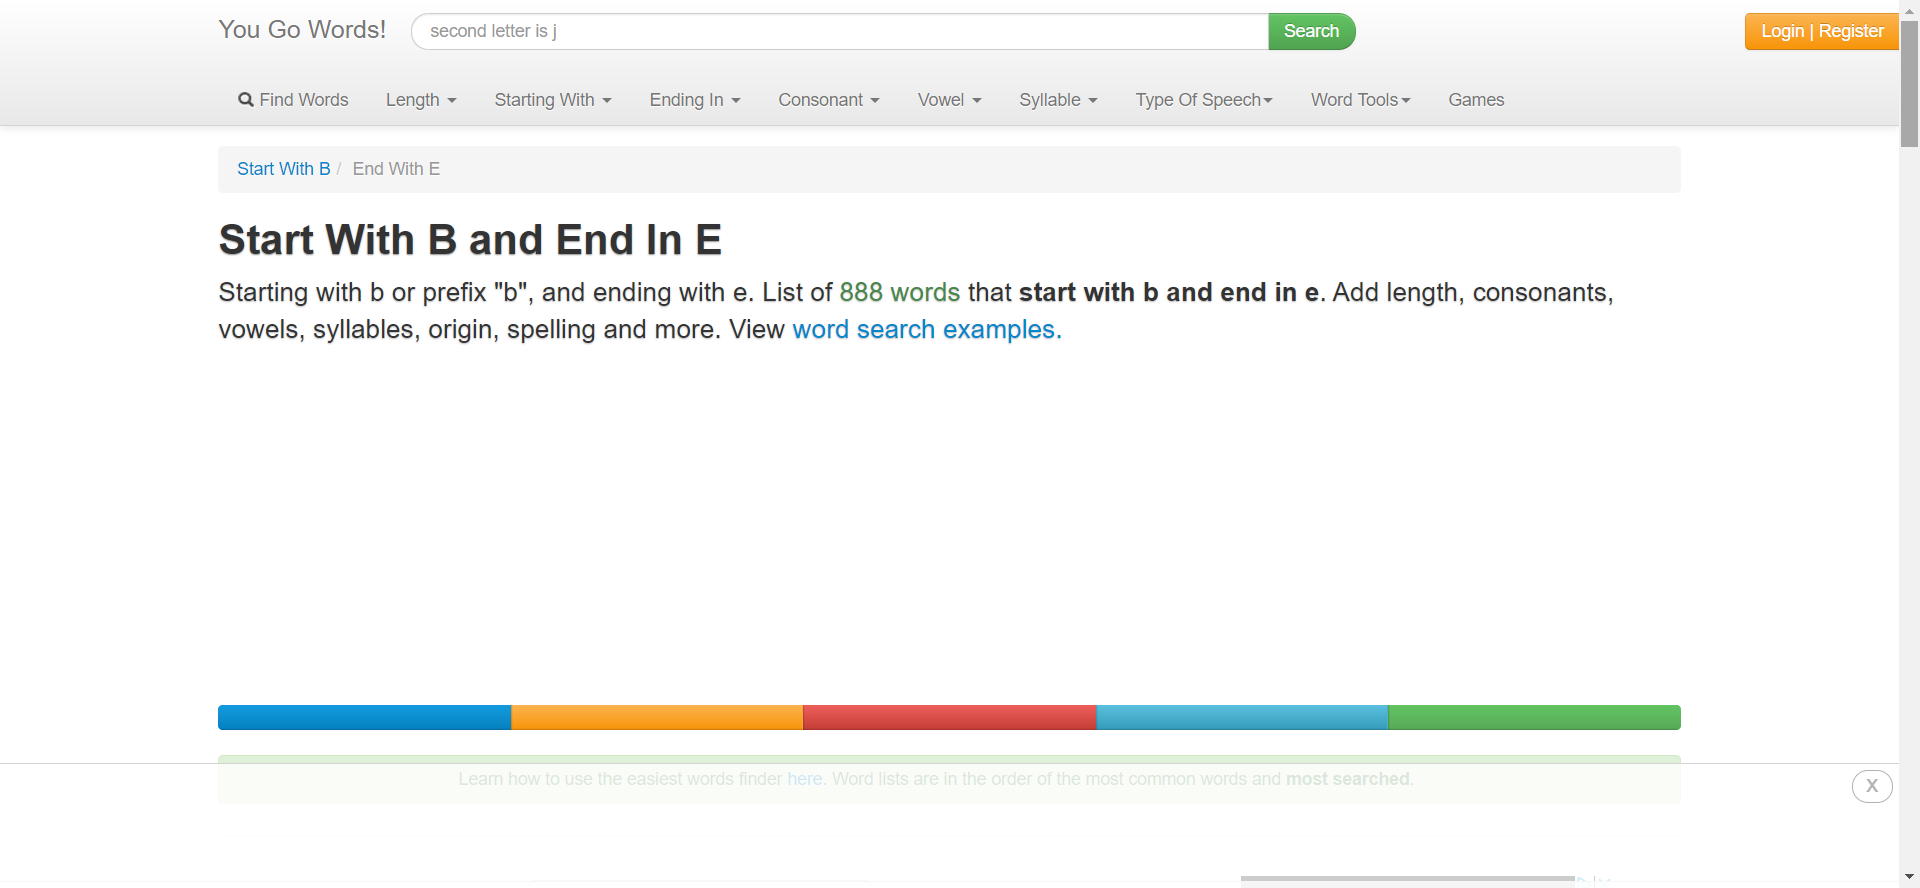 You Go Words!
second letter is j
Search
Login | Register
Find Words
Length
Starting With
Ending In
Consonant
Vowel
Syllable
Type Of Speech
Word Tools
Games
Start With B / End With E
Start With B and End In E
Starting with b or prefix "b", and ending with e. List of 888 words that start with b and end in e. Add length, consonants,
vowels, syllables, origin, spelling and more. View word search examples.
Learn how to use the easiest words finder here. Word lists are in the order of the most common words and most searched.
X